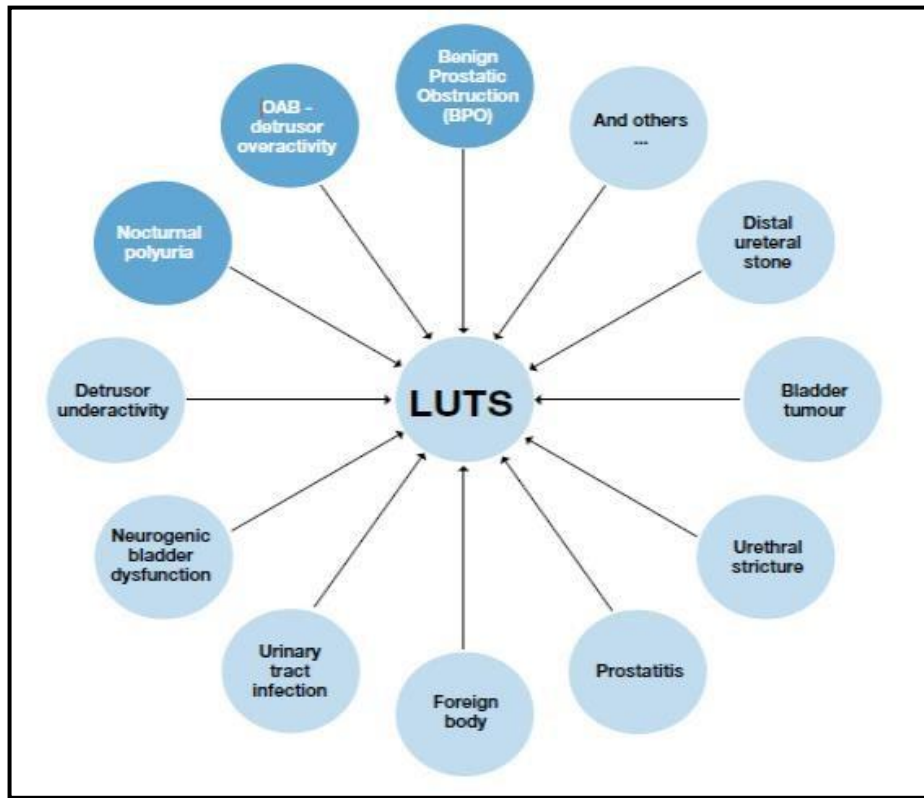 Benign
Prostatic
Obstruction
(BPO)
And others
...
Distal
ureteral
stone
Bladder
tumour
Urethral
stricture
Prostatitis
Foreign
body
Urinary
tract
infection
Neurogenic
bladder
dysfunction
Detrusor
underactivity
Nocturnal
polyuria
OAB -
detrusor
overactivity
LUTS